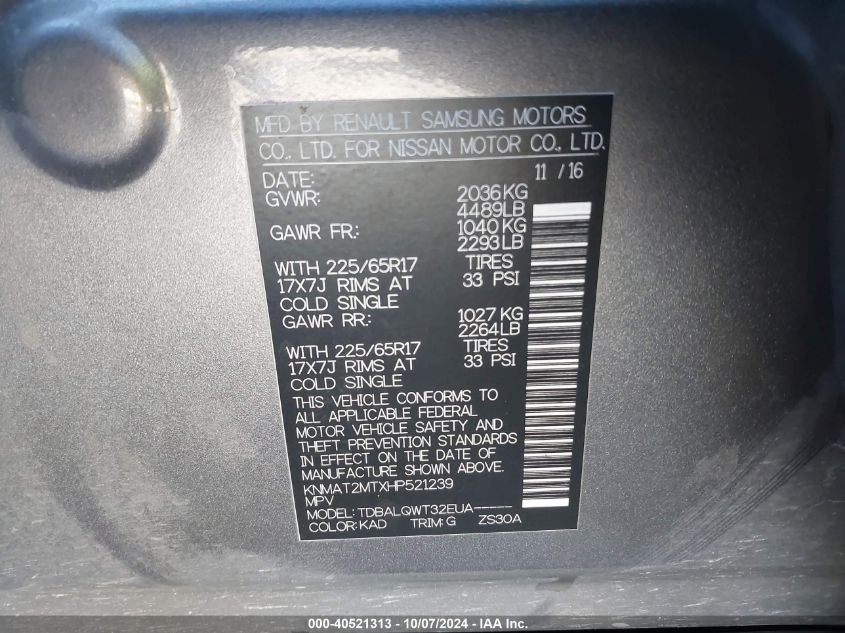 MFD BY RENAULT SAMSUNG MOTORS
CO., LTD. FOR NISSAN MOTOR CO., LTD.
DATE: 11 / 16
GVWR: 2036KG
4489LB
GAWR FR.: 1040KG
2293LB
WITH 225/65R17 TIRES
17X7J RIMS AT 33 PSI
COLD SINGLE
GAWR RR.: 1027KG
2264LB
WITH 225/65R17 TIRES
17X7J RIMS AT 33 PSI
COLD SINGLE
THIS VEHICLE CONFORMS TO
ALL APPLICABLE FEDERAL
MOTOR VEHICLE SAFETY AND
THEFT PREVENTION STANDARDS
IN EFFECT ON THE DATE OF
MANUFACTURE SHOWN ABOVE.
KNMAT2MTXHP521239
MPV
MODEL: TDBALQWT32EUA-----
COLOR:KAD TRIM:G ZS30A
000-40521313 - 10/07/2024 - IAA Inc.